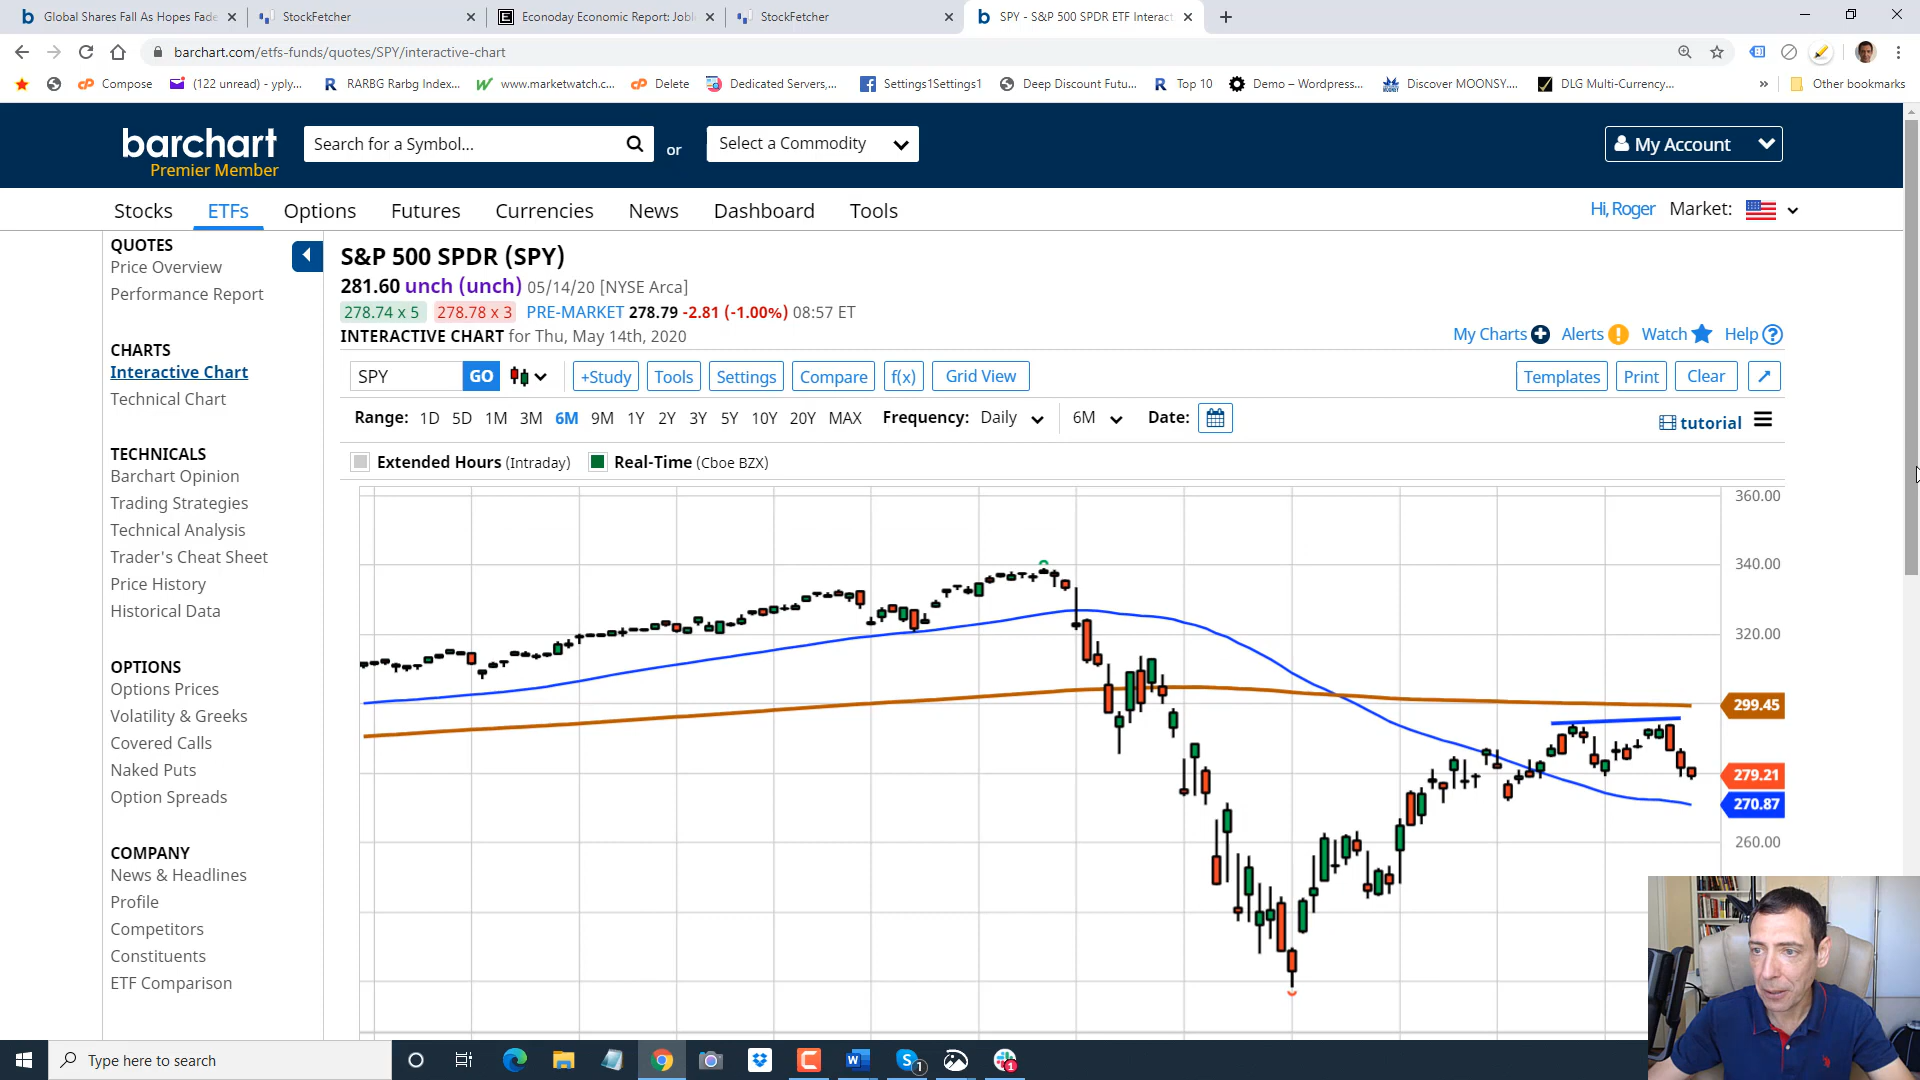 Global Shares Fall As Hopes Fade
StockFetcher
Econoday Economic Report: Jobl
StockFetcher
SPY - S&P 500 SPDR ETF Interac
barchart.com/etfs-funds/quotes/SPY/interactive-chart
Compose
(122 unread) - yply...
RARBG Rarbg Index...
www.marketwatch.c...
Delete
Dedicated Servers,...
Settings1Settings1
Deep Discount Futu...
Top 10
Demo – Wordpress...
Discover MOONSY....
DLG Multi-Currency...
»
Other bookmarks
barchart
Premier Member
Search for a Symbol...
or
Select a Commodity
My Account
Stocks ETFs Options Futures Currencies News Dashboard Tools
Hi, Roger Market:
QUOTES
Price Overview
Performance Report
CHARTS
Interactive Chart
Technical Chart
TECHNICALS
Barchart Opinion
Trading Strategies
Technical Analysis
Trader's Cheat Sheet
Price History
Historical Data
OPTIONS
Options Prices
Volatility & Greeks
Covered Calls
Naked Puts
Option Spreads
COMPANY
News & Headlines
Profile
Competitors
Constituents
ETF Comparison
S&P 500 SPDR (SPY)
281.60 unch (unch) 05/14/20 [NYSE Arca]
278.74 x 5 278.78 x 3 PRE-MARKET 278.79 -2.81 (-1.00%) 08:57 ET
INTERACTIVE CHART for Thu, May 14th, 2020
My Charts Alerts Watch Help
SPY GO +Study Tools Settings Compare f(x) Grid View
Templates Print Clear
Range: 1D 5D 1M 3M 6M 9M 1Y 2Y 3Y 5Y 10Y 20Y MAX Frequency: Daily 6M Date:
tutorial
Extended Hours (Intraday) Real-Time (Cboe BZX)
360.00
340.00
320.00
299.45
279.21
270.87
260.00
Type here to search
1
1